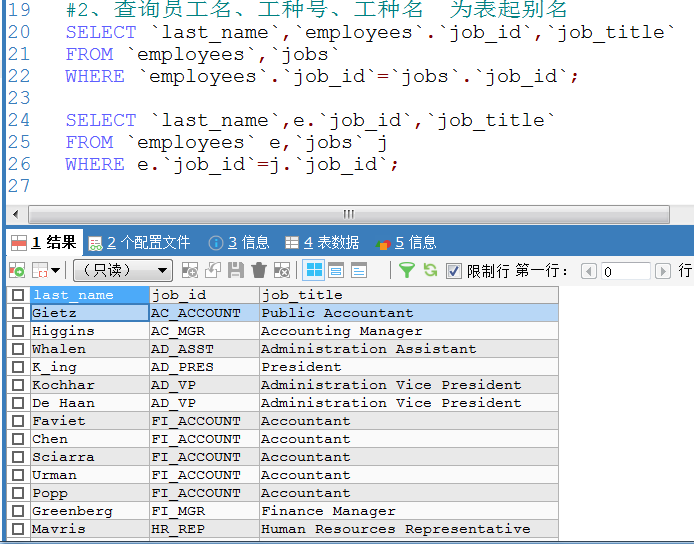 19 #2、查询员工名、工种号、工种名 为表起别名
20 SELECT `last_name`,`employees`.`job_id`,`job_title`
21 FROM `employees`,`jobs`
22 WHERE `employees`.`job_id`=`jobs`.`job_id`;
23
24 SELECT `last_name`,e.`job_id`,`job_title`
25 FROM `employees` e,`jobs` j
26 WHERE e.`job_id`=j.`job_id`;
27
1 结果 2 个配置文件 3 信息 4 表数据 5 信息
（只读） 限制行 第一行： 0 行
last_name job_id job_title
Gietz AC_ACCOUNT Public Accountant
Higgins AC_MGR Accounting Manager
Whalen AD_ASST Administration Assistant
K_ing AD_PRES President
Kochhar AD_VP Administration Vice President
De Haan AD_VP Administration Vice President
Faviet FI_ACCOUNT Accountant
Chen FI_ACCOUNT Accountant
Sciarra FI_ACCOUNT Accountant
Urman FI_ACCOUNT Accountant
Popp FI_ACCOUNT Accountant
Greenberg FI_MGR Finance Manager
Mavris HR_REP Human Resources Representative